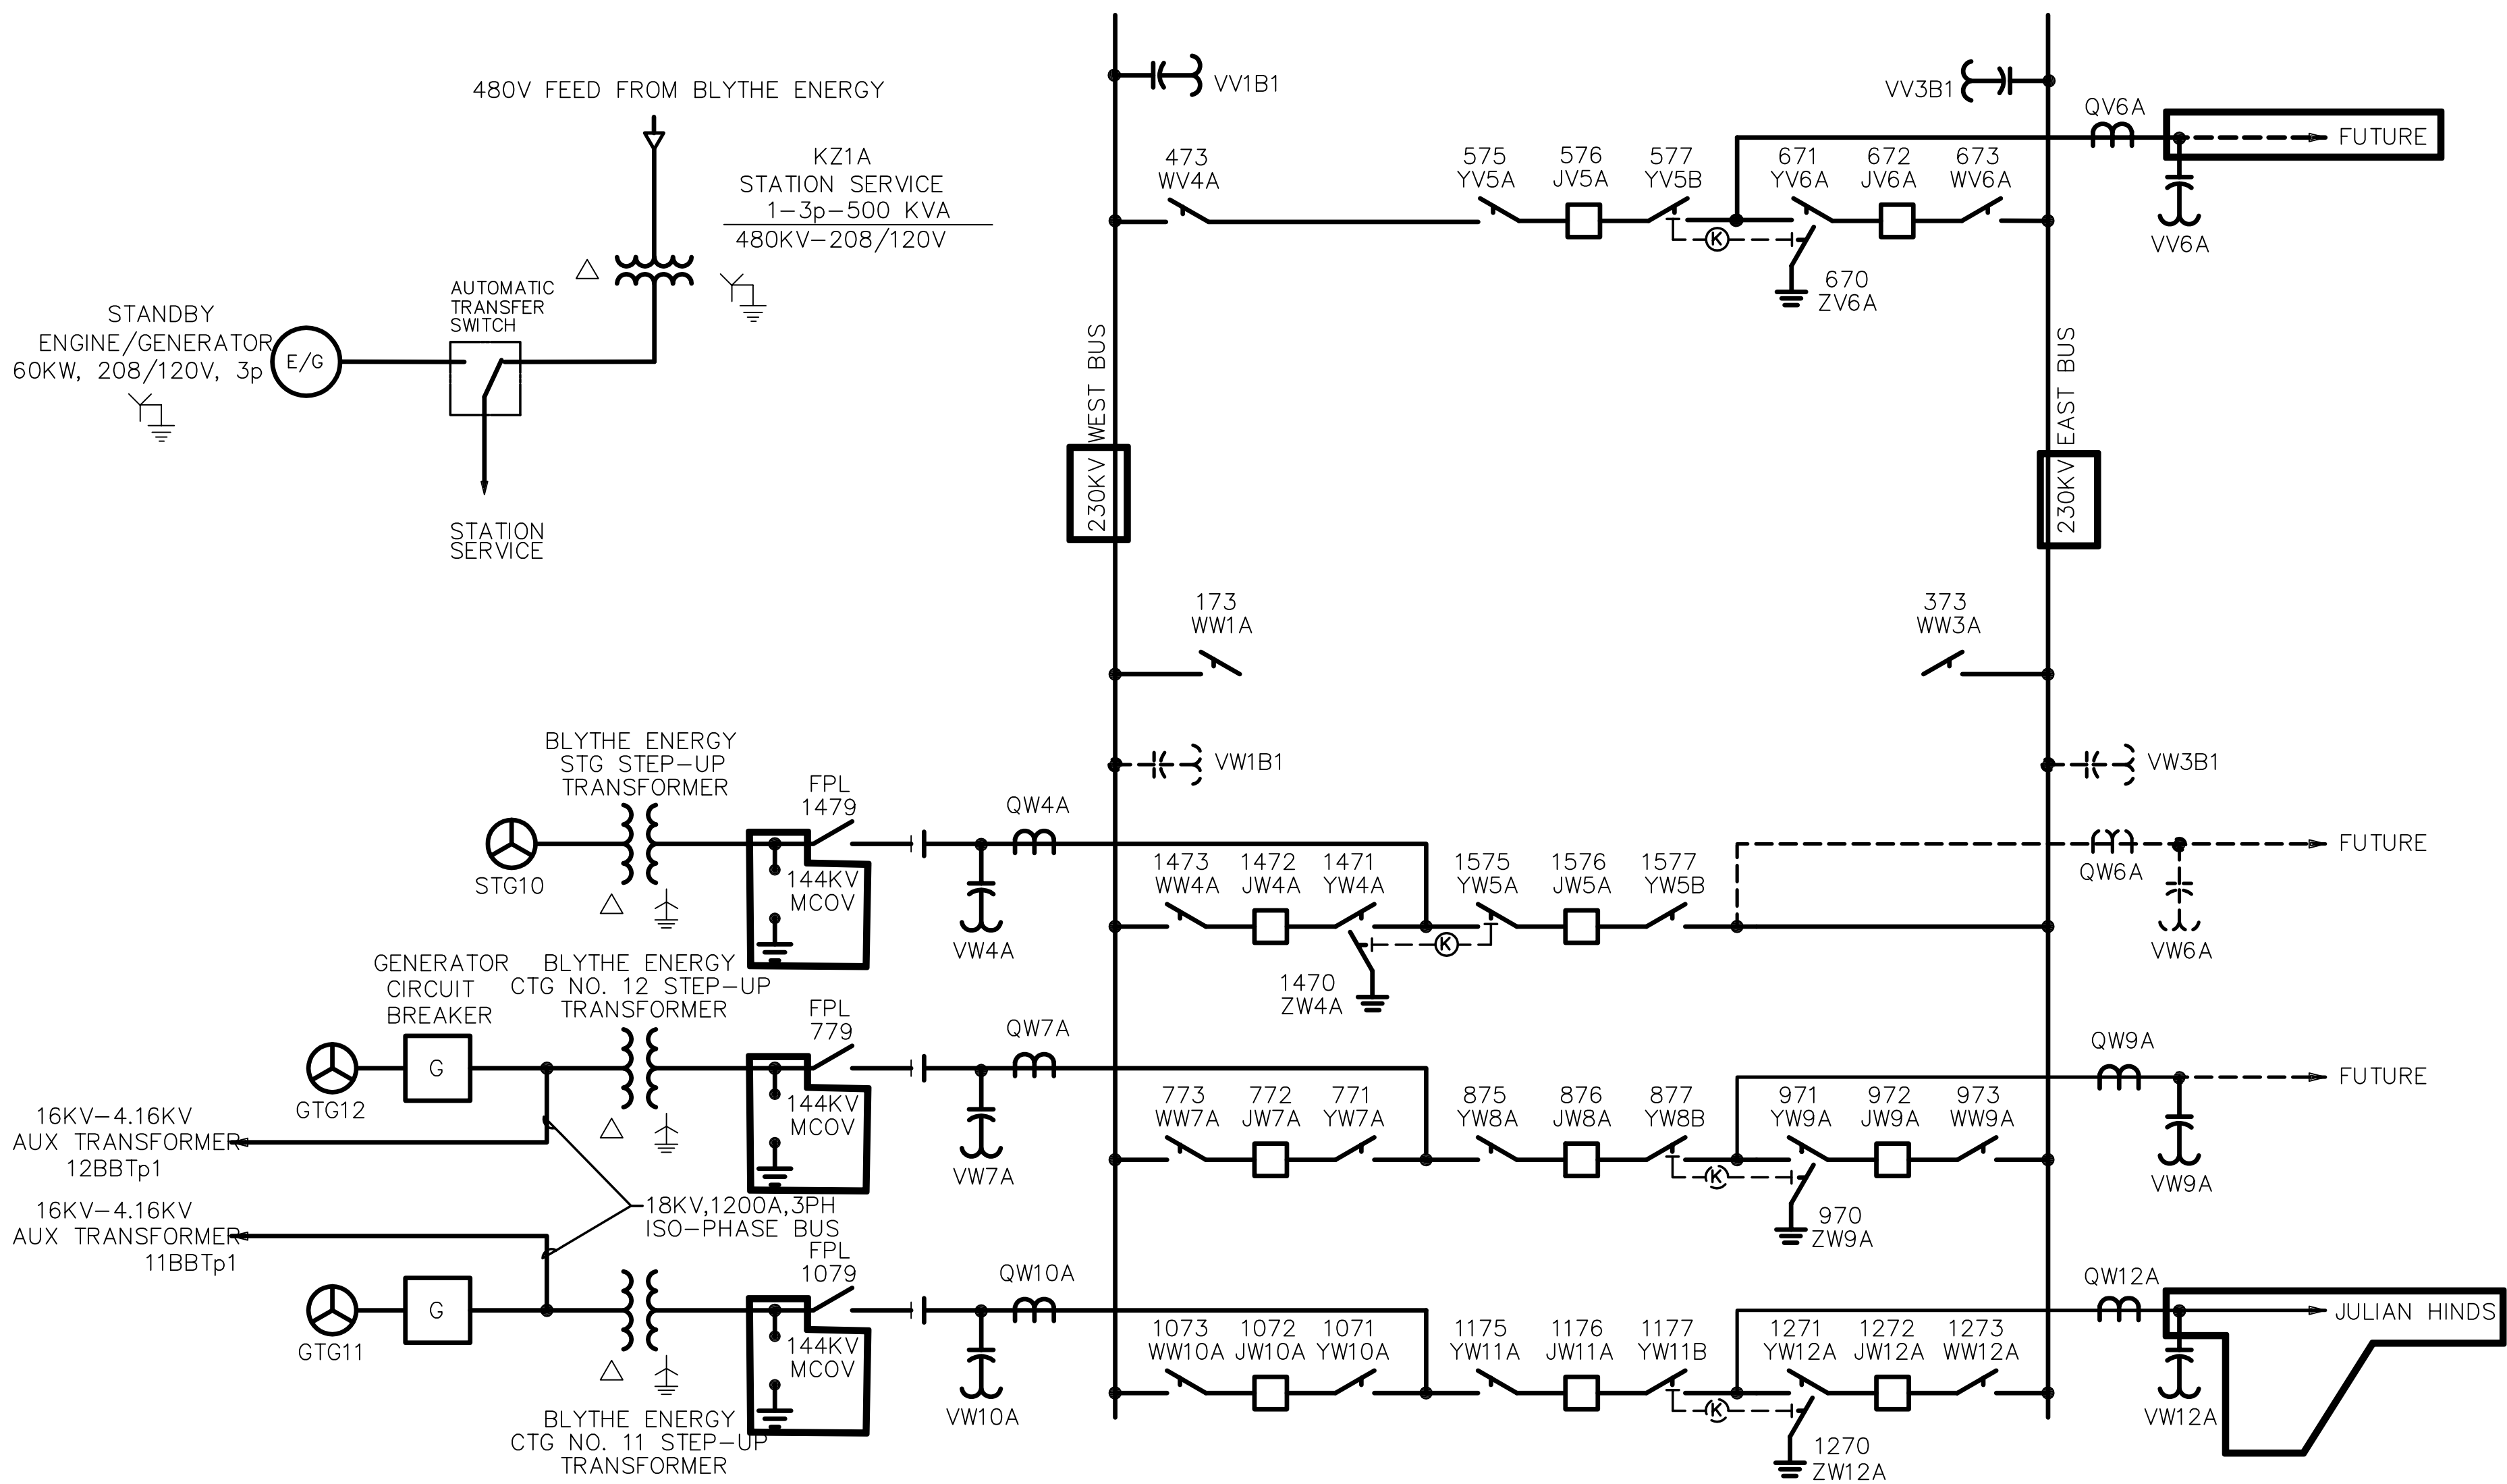 480V FEED FROM BLYTHE ENERGY
KZ1A
STATION SERVICE
1-3p-500 KVA
480KV-208/120V
AUTOMATIC
TRANSFER
SWITCH
STANDBY
ENGINE/GENERATOR
60KW, 208/120V, 3p
E/G
STATION
SERVICE
VV1B1
VV3B1
QV6A
FUTURE
VV6A
473
WV4A
575
YV5A
576
JV5A
577
YV5B
671
YV6A
672
JV6A
673
WV6A
K
670
ZV6A
230KV WEST BUS
230KV EAST BUS
173
WW1A
373
WW3A
VW1B1
VW3B1
BLYTHE ENERGY
STG STEP-UP
TRANSFORMER
STG10
FPL
1479
144KV
MCOV
QW4A
VW4A
1473
WW4A
1472
JW4A
1471
YW4A
1575
YW5A
1576
JW5A
1577
YW5B
K
1470
ZW4A
QW6A
FUTURE
VW6A
GENERATOR
CIRCUIT
BREAKER
BLYTHE ENERGY
CTG NO. 12 STEP-UP
TRANSFORMER
GTG12
G
FPL
779
144KV
MCOV
QW7A
VW7A
773
WW7A
772
JW7A
771
YW7A
875
YW8A
876
JW8A
877
YW8B
971
YW9A
972
JW9A
973
WW9A
K
970
ZW9A
QW9A
FUTURE
VW9A
16KV-4.16KV
AUX TRANSFORMER
12BBTp1
16KV-4.16KV
AUX TRANSFORMER
11BBTp1
18KV,1200A,3PH
ISO-PHASE BUS
GTG11
G
FPL
1079
144KV
MCOV
BLYTHE ENERGY
CTG NO. 11 STEP-UP
TRANSFORMER
QW10A
VW10A
1073
WW10A
1072
JW10A
1071
YW10A
1175
YW11A
1176
JW11A
1177
YW11B
1271
YW12A
1272
JW12A
1273
WW12A
K
1270
ZW12A
QW12A
JULIAN HINDS
VW12A